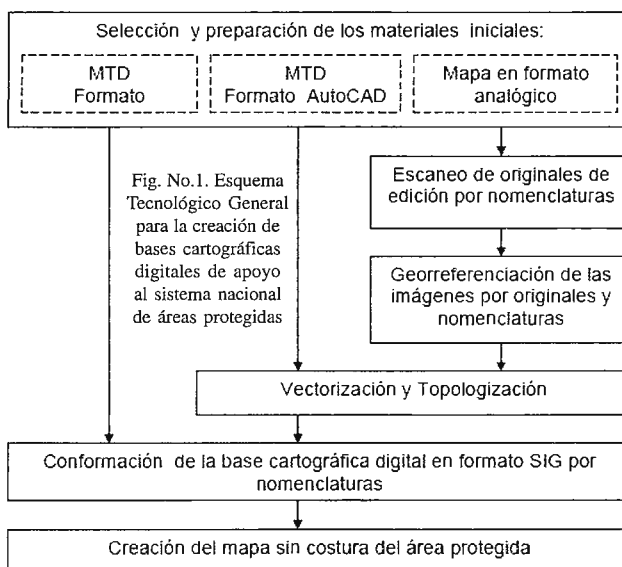 Selección y preparación de los materiales iniciales:
MTD
Formato
MTD
Formato AutoCAD
Mapa en formato
analógico
Fig. No.1. Esquema
Tecnológico General
para la creación de
bases cartográficas
digitales de apoyo
al sistema nacional
de áreas protegidas
Escaneo de originales de
edición por nomenclaturas
Georreferenciación de las
imágenes por originales y
nomenclaturas
Vectorización y Topologización
Conformación de la base cartográfica digital en formato SIG por
nomenclaturas
Creación del mapa sin costura del área protegida